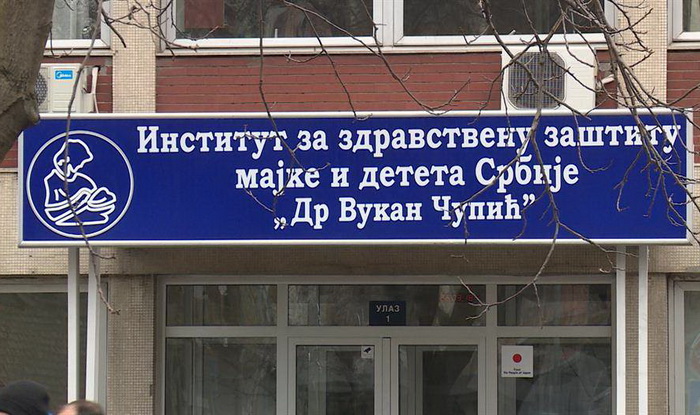 Институт за здравствену заштиту
мајке и детета Србије
„Др Вукан Чупић”
УЛАЗ
1